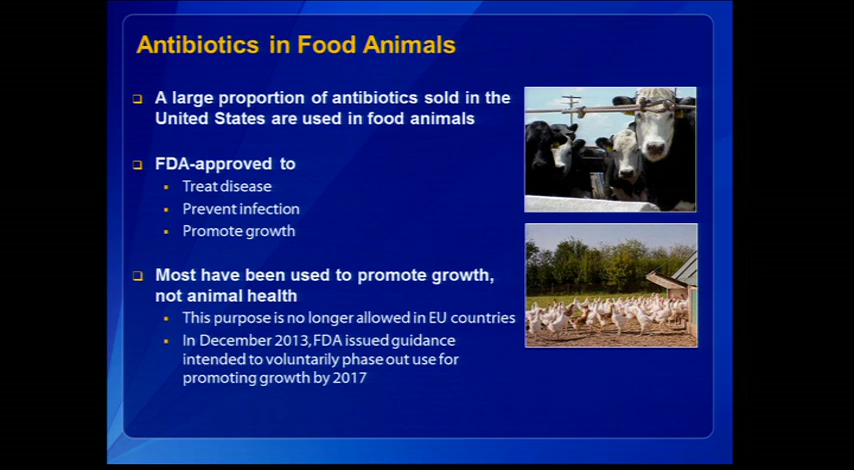 Antibiotics in Food Animals
A large proportion of antibiotics sold in the
United States are used in food animals
FDA-approved to
Treat disease
Prevent infection
Promote growth
Most have been used to promote growth,
not animal health
This purpose is no longer allowed in EU countries
In December 2013, FDA issued guidance
intended to voluntarily phase out use for
promoting growth by 2017